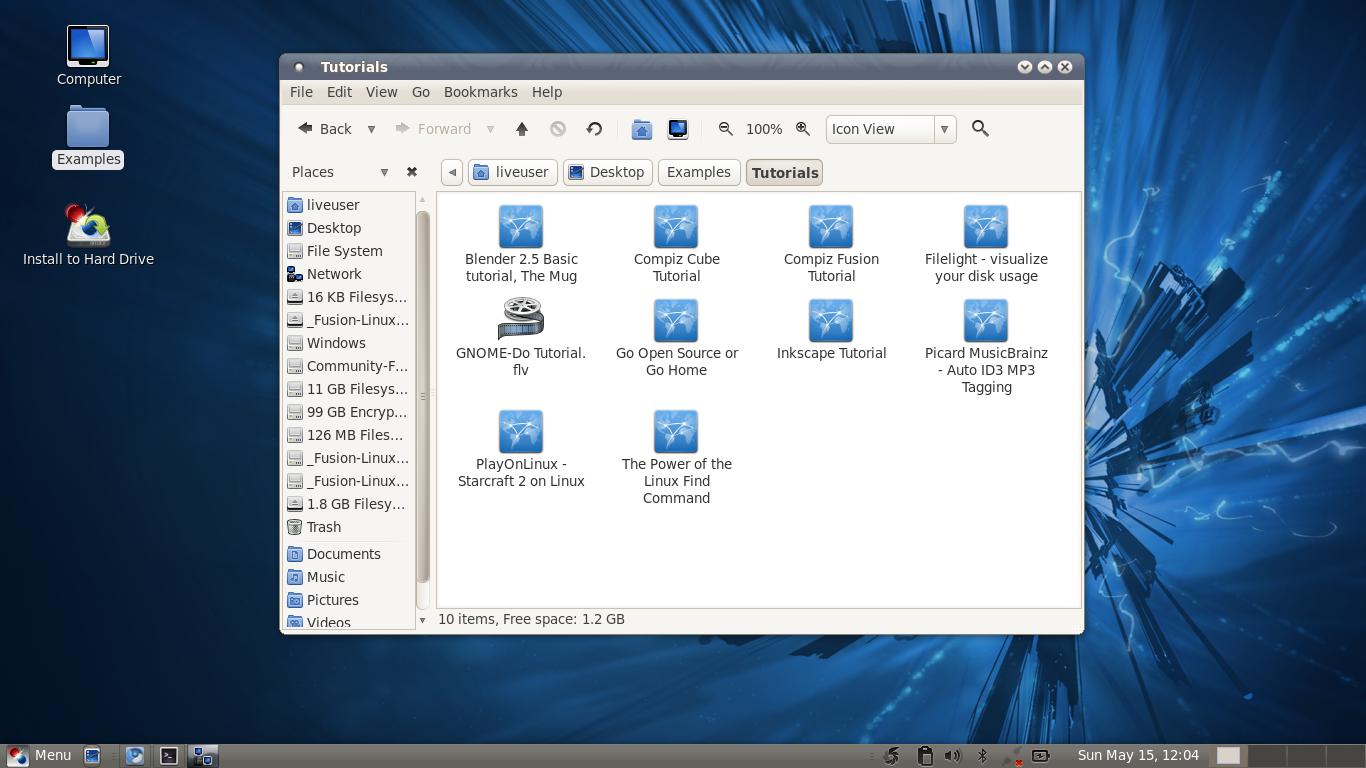 Computer
Examples
Install to Hard Drive
Tutorials
File Edit View Go Bookmarks Help
Back Forward 100% Icon View
Places
liveuser Desktop Examples Tutorials
liveuser
Desktop
File System
Network
16 KB Filesys...
_Fusion-Linux...
Windows
Community-F...
11 GB Filesys...
99 GB Encryp...
126 MB Files...
_Fusion-Linux...
_Fusion-Linux...
1.8 GB Filesy...
Trash
Documents
Music
Pictures
Videos
Blender 2.5 Basic
tutorial, The Mug
Compiz Cube
Tutorial
Compiz Fusion
Tutorial
Filelight - visualize
your disk usage
GNOME-Do Tutorial.
flv
Go Open Source or
Go Home
Inkscape Tutorial
Picard MusicBrainz
- Auto ID3 MP3
Tagging
PlayOnLinux -
Starcraft 2 on Linux
The Power of the
Linux Find
Command
10 items, Free space: 1.2 GB
Menu
Sun May 15, 12:04